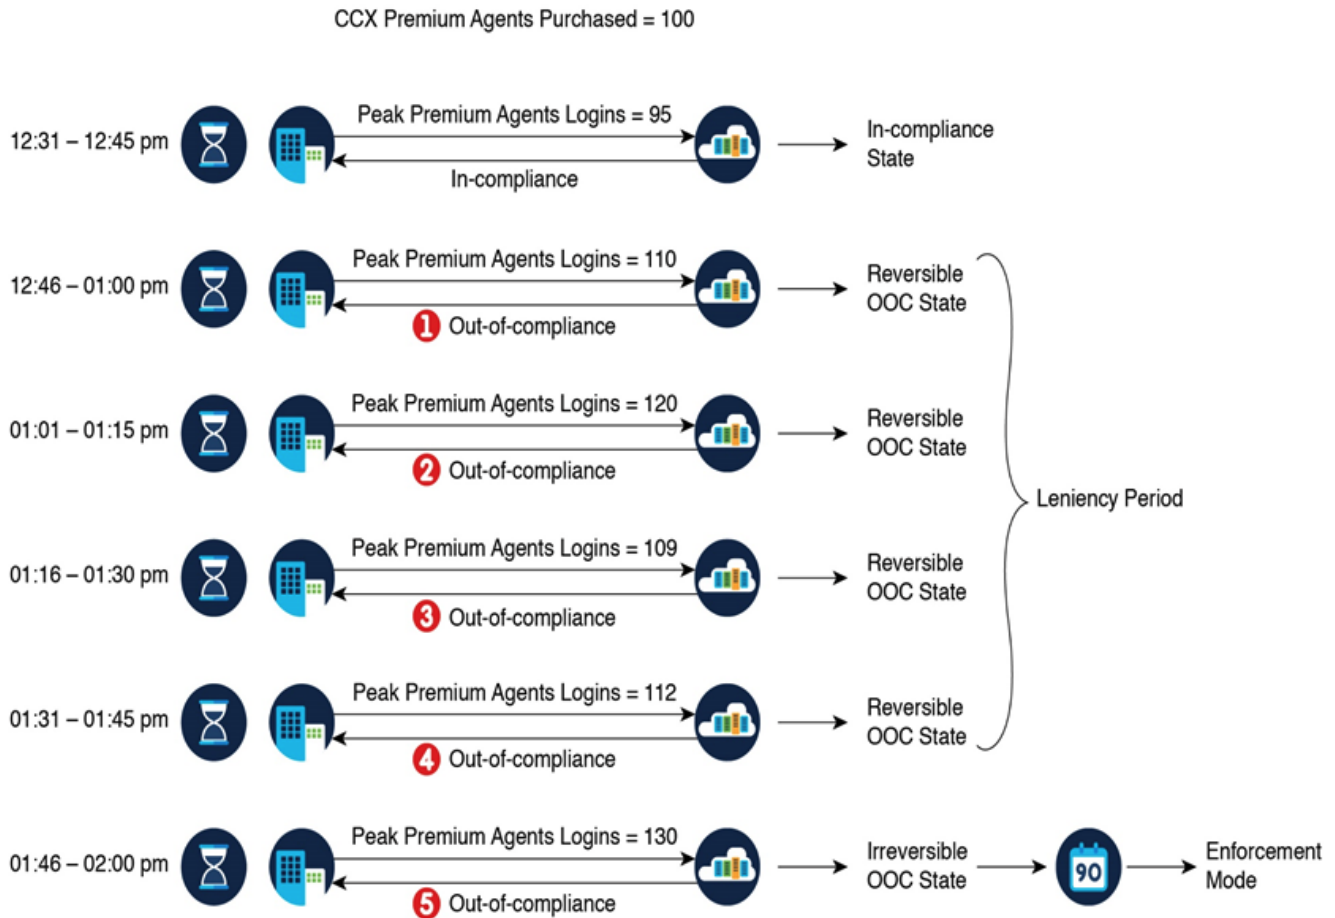 CCX Premium Agents Purchased = 100
12:31 – 12:45 pm
Peak Premium Agents Logins = 95
In-compliance
In-compliance
State
12:46 – 01:00 pm
Peak Premium Agents Logins = 110
1 Out-of-compliance
Reversible
OOC State
01:01 – 01:15 pm
Peak Premium Agents Logins = 120
2 Out-of-compliance
Reversible
OOC State
Leniency Period
01:16 – 01:30 pm
Peak Premium Agents Logins = 109
3 Out-of-compliance
Reversible
OOC State
01:31 – 01:45 pm
Peak Premium Agents Logins = 112
4 Out-of-compliance
Reversible
OOC State
01:46 – 02:00 pm
Peak Premium Agents Logins = 130
5 Out-of-compliance
Irreversible
OOC State
90
Enforcement
Mode